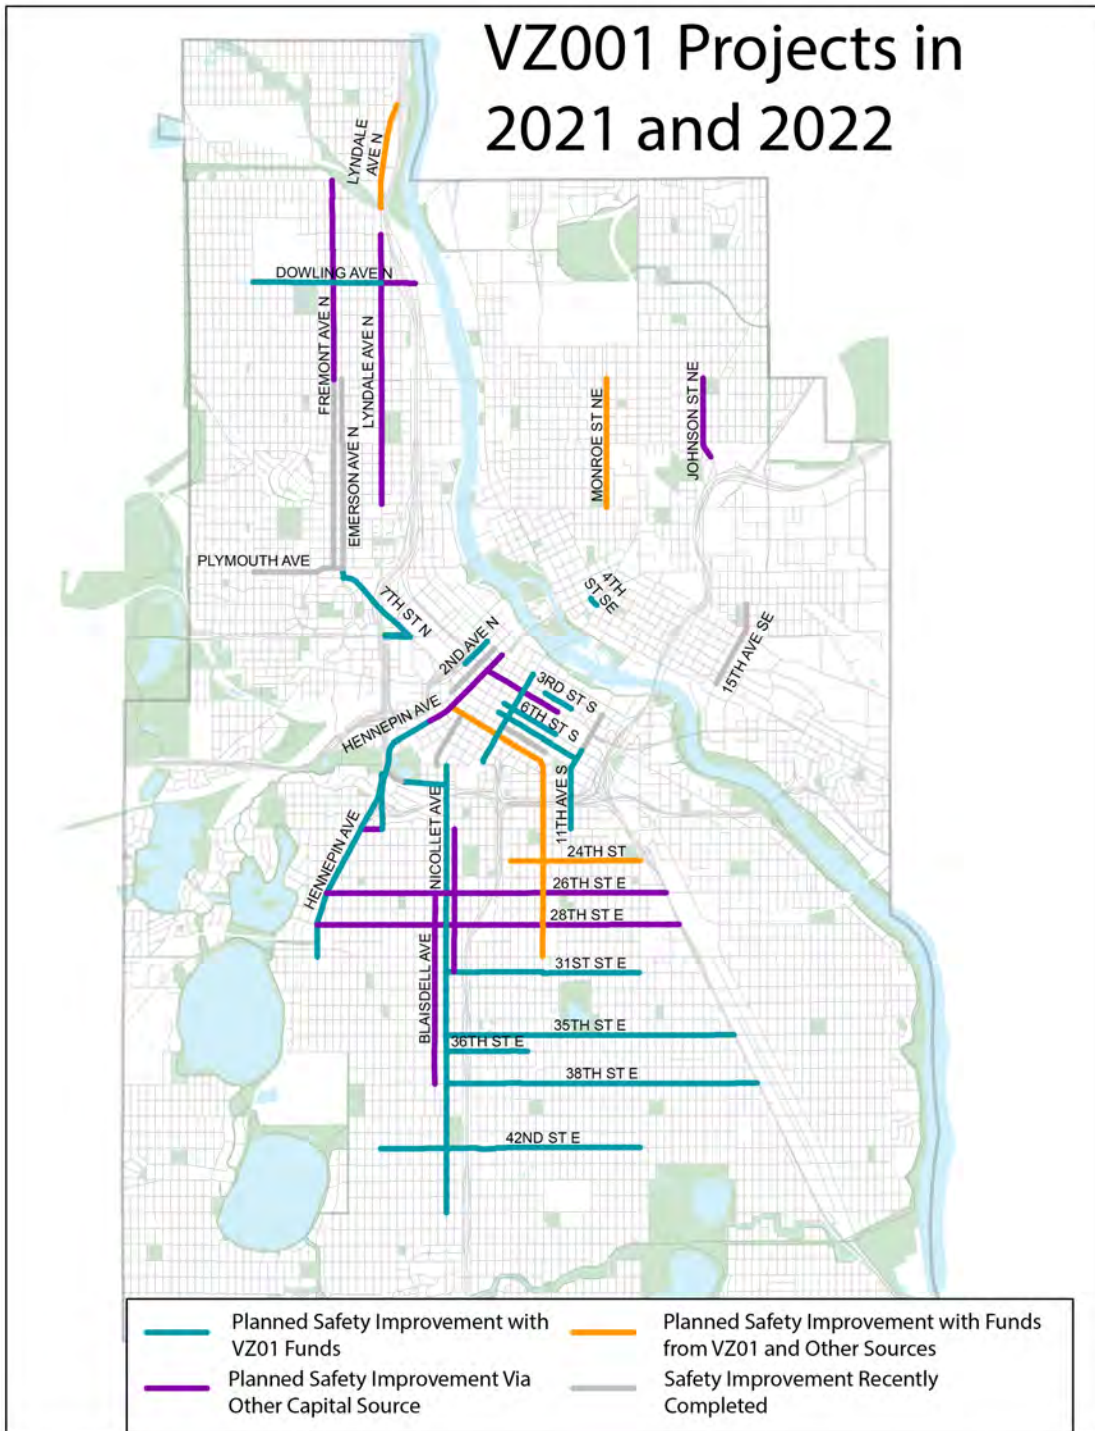 VZ001 Projects in
2021 and 2022
LYNDALE
AVE N
DOWLING AVE N
FREMONT AVE N
LYNDALE AVE N
EMERSON AVE N
MONROE ST NE
JOHNSON ST NE
PLYMOUTH AVE
7TH ST N
4TH
ST SE
15TH AVE SE
2ND AVE N
3RD ST S
6TH ST S
HENNEPIN AVE
11TH AVE S
HENNEPIN AVE
NICOLLET AVE
24TH ST
26TH ST E
28TH ST E
BLAISDELL AVE
31ST ST E
35TH ST E
36TH ST E
38TH ST E
42ND ST E
Planned Safety Improvement with
VZ01 Funds
Planned Safety Improvement Via
Other Capital Source
Planned Safety Improvement with Funds
from VZ01 and Other Sources
Safety Improvement Recently
Completed